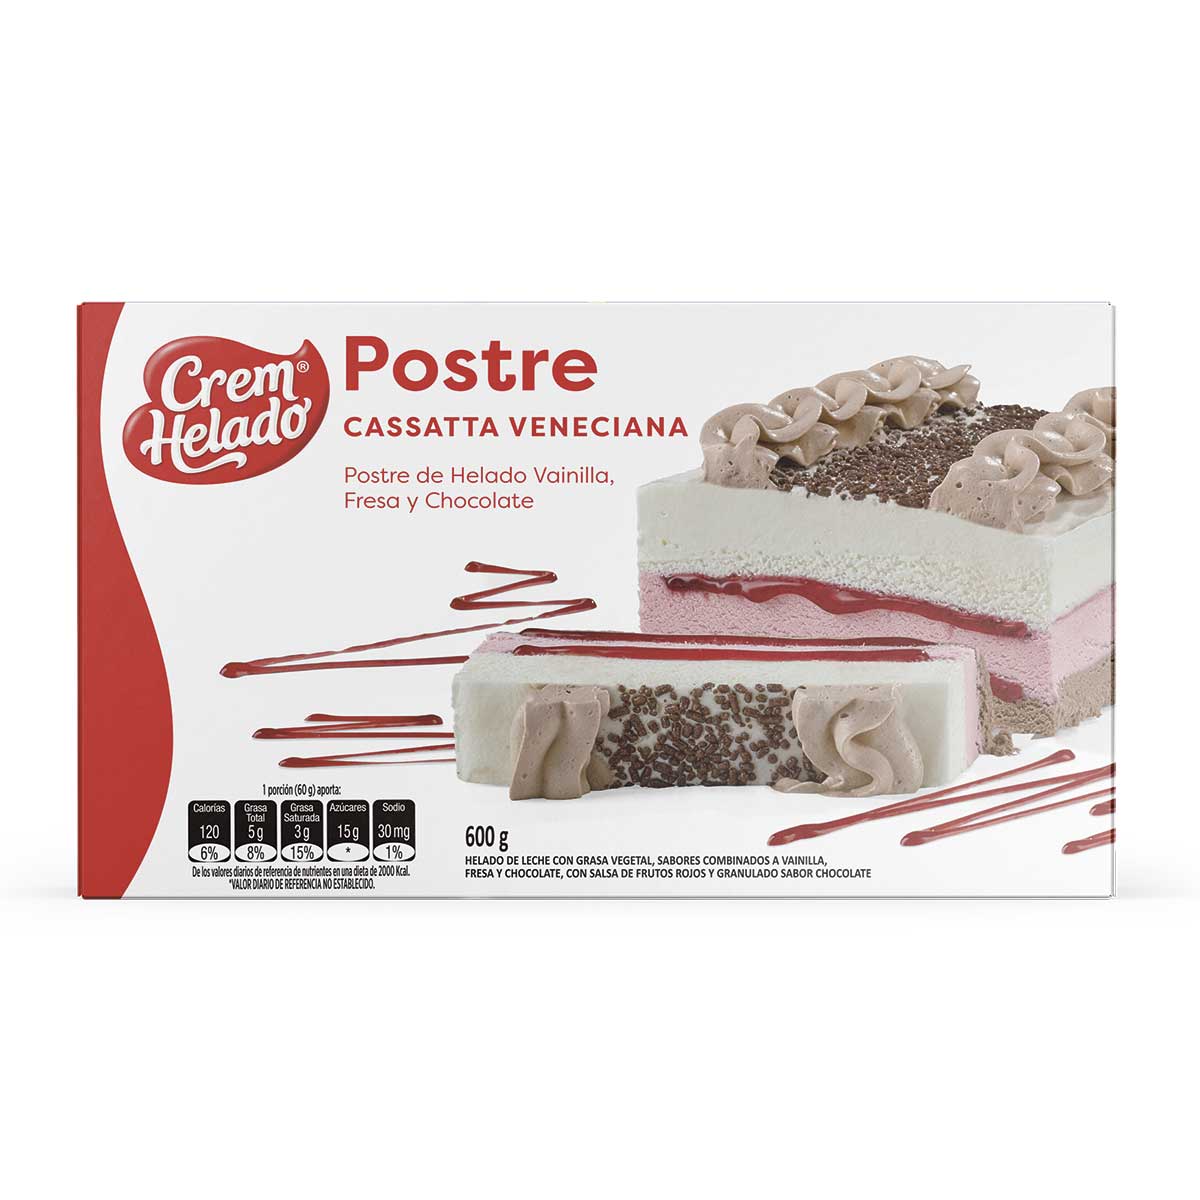 Crem®
Helado
Postre
CASSATTA VENECIANA
Postre de Helado Vainilla,
Fresa y Chocolate
1 porción (60 g) aporta:
Calorías Grasa Total Grasa Saturada Azúcares Sodio
120 5 g 3 g 15 g 30 mg
6% 8% 15% * 1%
De los valores diarios de referencia de nutrientes en una dieta de 2000 Kcal.
*VALOR DIARIO DE REFERENCIA NO ESTABLECIDO.
600 g
HELADO DE LECHE CON GRASA VEGETAL, SABORES COMBINADOS A VAINILLA,
FRESA Y CHOCOLATE, CON SALSA DE FRUTOS ROJOS Y GRANULADO SABOR CHOCOLATE